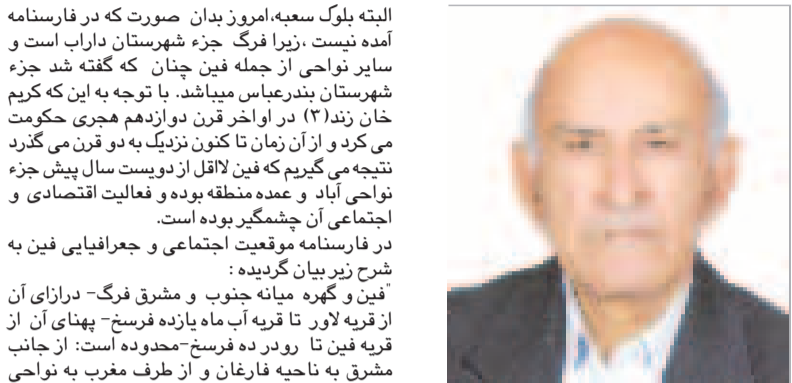 البته بلوک سعبه،امروز بدان صورت که در فارسنامه
آمده نیست ،زیرا فرگ جزء شهرستان داراب است و
سایر نواحی از جمله فین چنان که گفته شد جزء
شهرستان بندرعباس میباشد. با توجه به این که کریم
خان زند(۳) در اواخر قرن دوازدهم هجری حکومت
می کرد و از آن زمان تا کنون نزدیک به دو قرن می گذرد
نتیجه می گیریم که فین لااقل از دویست سال پیش جزء
نواحی آباد و عمده منطقه بوده و فعالیت اقتصادی و
اجتماعی آن چشمگیر بوده است.
در فارسنامه موقعیت اجتماعی و جعرافیایی فین به
شرح زیر بیان گردیده :
"فین و گهره میانه جنوب و مشرق فرگ- درازای آن
از قریه لاور تا قریه آب ماه یازده فرسخ- پهنای آن از
قریه فین تا رودر ده فرسخ-محدوده است: از جانب
مشرق به ناحیه فارغان و از طرف مغرب به نواحی